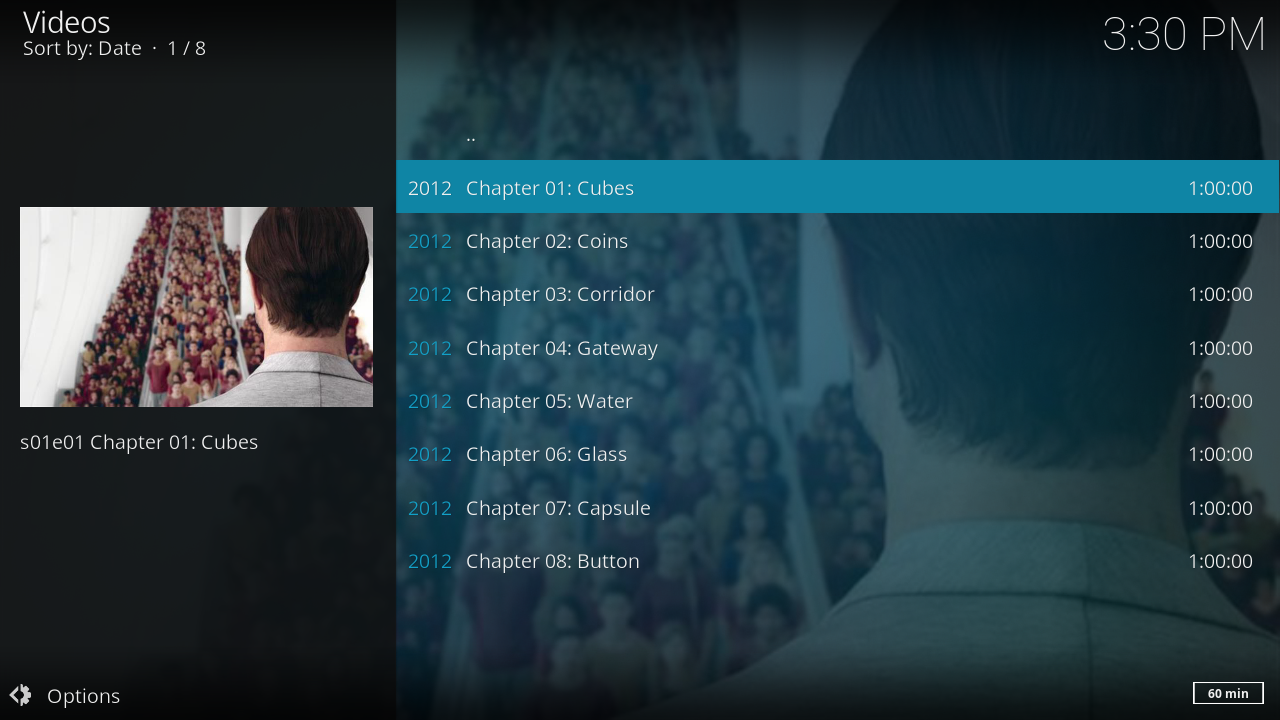 Videos
Sort by: Date · 1 / 8
3:30 PM
..
2012 Chapter 01: Cubes 1:00:00
2012 Chapter 02: Coins 1:00:00
2012 Chapter 03: Corridor 1:00:00
2012 Chapter 04: Gateway 1:00:00
2012 Chapter 05: Water 1:00:00
2012 Chapter 06: Glass 1:00:00
2012 Chapter 07: Capsule 1:00:00
2012 Chapter 08: Button 1:00:00
s01e01 Chapter 01: Cubes
Options
60 min